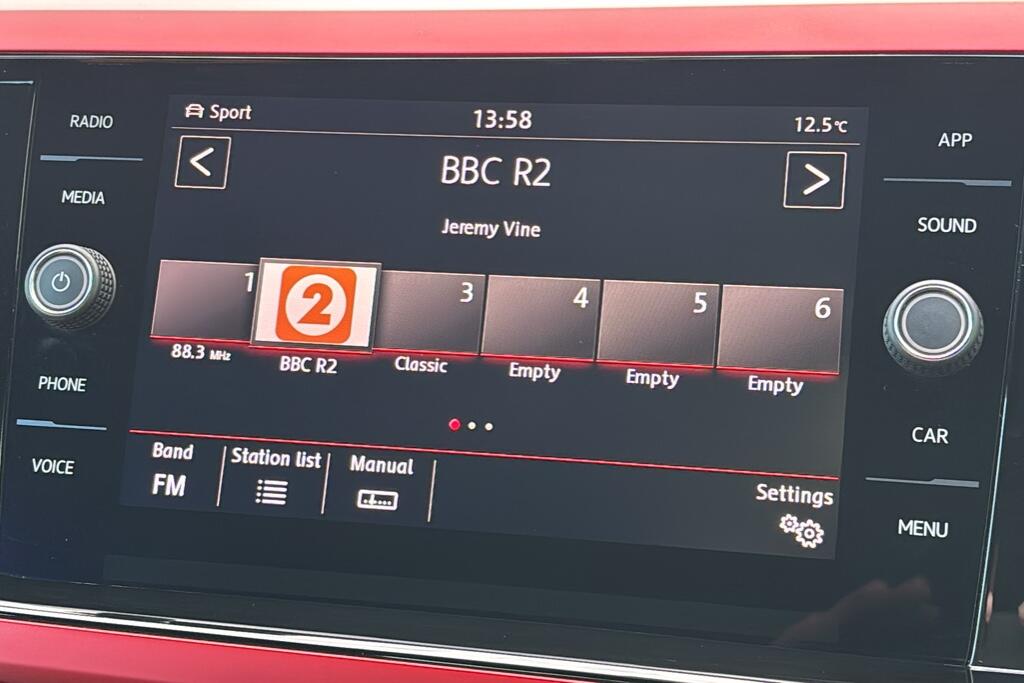 RADIO
MEDIA
PHONE
VOICE
Sport 13:58 12.5°C
< BBC R2 >
Jeremy Vine
1 2 3 4 5 6
88.3 MHz BBC R2 Classic Empty Empty Empty
Band Station list Manual
FM
Settings
APP
SOUND
CAR
MENU